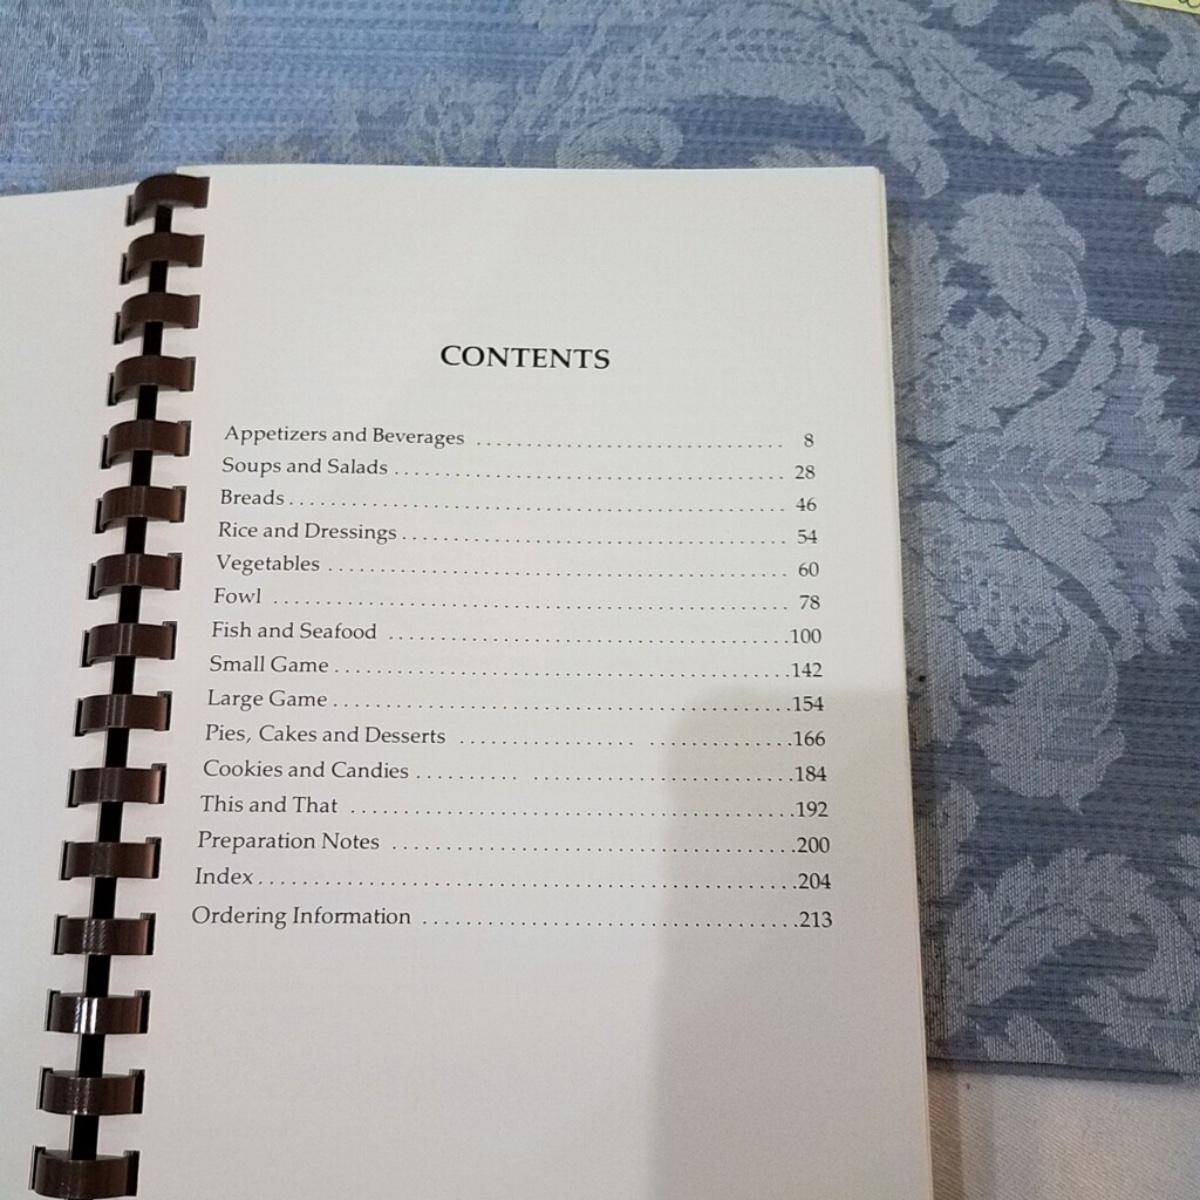 CONTENTS
Appetizers and Beverages ................................ 8
Soups and Salads ........................................ 28
Breads .................................................. 46
Rice and Dressings ...................................... 54
Vegetables .............................................. 60
Fowl .................................................... 78
Fish and Seafood ........................................ 100
Small Game .............................................. 142
Large Game .............................................. 154
Pies, Cakes and Desserts ................................ 166
Cookies and Candies ..................................... 184
This and That ........................................... 192
Preparation Notes ....................................... 200
Index ................................................... 204
Ordering Information .................................... 213